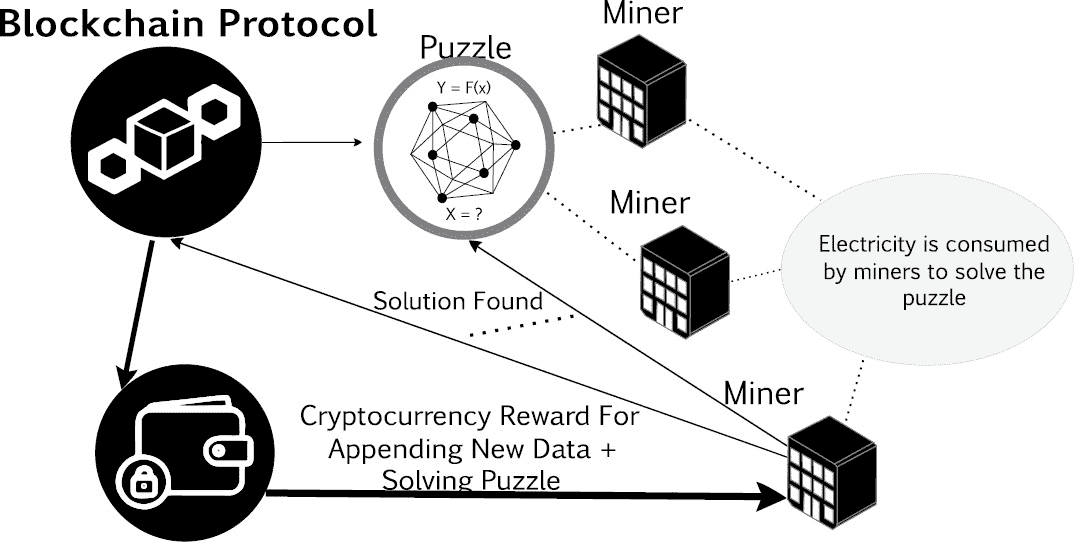 Blockchain Protocol
Puzzle
Y = F(x)
X = ?
Miner
Miner
Electricity is consumed
by miners to solve the
puzzle
Solution Found
Miner
Cryptocurrency Reward For
Appending New Data +
Solving Puzzle